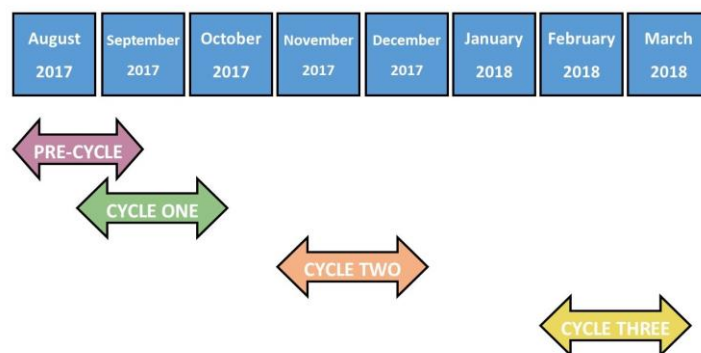 August
2017
September
2017
October
2017
November
2017
December
2017
January
2018
February
2018
March
2018
PRE-CYCLE
CYCLE ONE
CYCLE TWO
CYCLE THREE